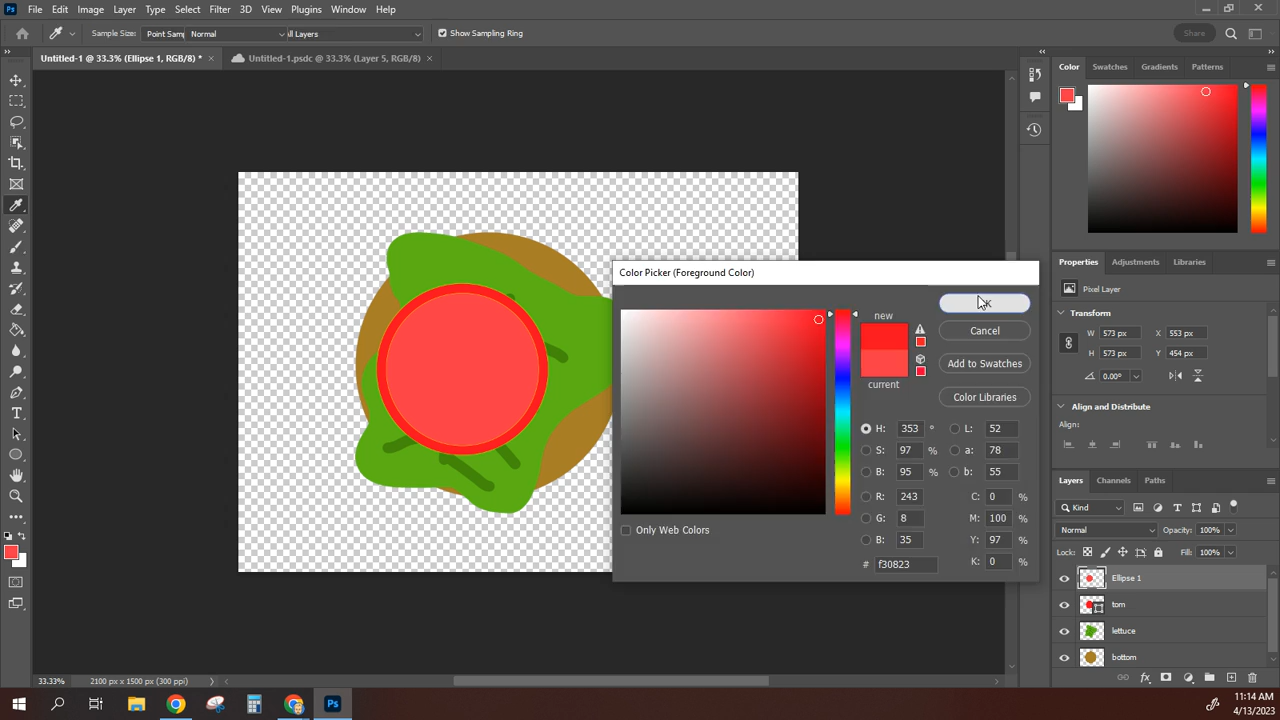 Ps File Edit Image Layer Type Select Filter 3D View Plugins Window Help
Sample Size: Point Samp Normal ll Layers Show Sampling Ring Share
Untitled-1 @ 33.3% (Ellipse 1, RGB/8) * × Untitled-1.psdc @ 33.3% (Layer 5, RGB/8) ×
Color Swatches Gradients Patterns
Color Picker (Foreground Color)
new
current
K
Cancel
Add to Swatches
Color Libraries
H: 353 ° L: 52
S: 97 % a: 78
B: 95 % b: 55
R: 243 C: 0 %
G: 8 M: 100 %
B: 35 Y: 97 %
# f30823 K: 0 %
Only Web Colors
Properties Adjustments Libraries
Pixel Layer
Transform
W: 573 px X: 553 px
H: 573 px Y: 454 px
0.00°
Align and Distribute
Align:
Layers Channels Paths
Kind
Normal Opacity: 100%
Lock: Fill: 100%
Ellipse 1
tom
lettuce
bottom
33.33% 2100 px x 1500 px (300 ppi)
Ps
11:14 AM
4/13/2023